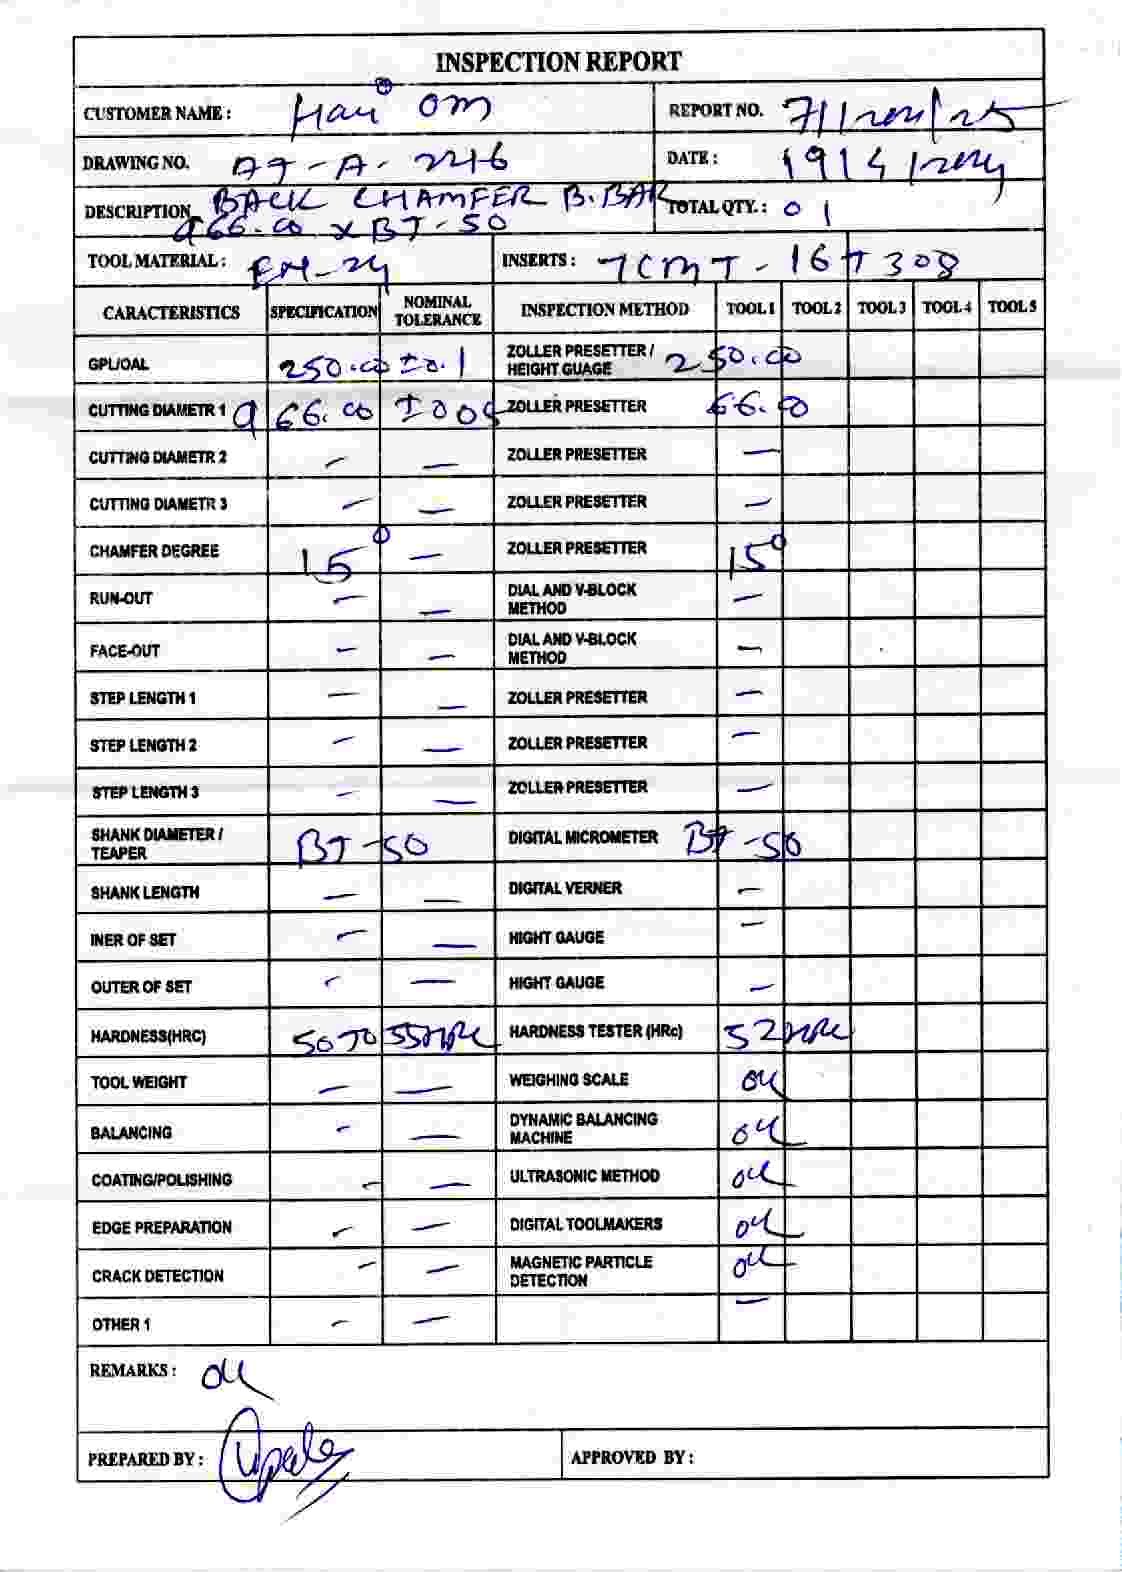 INSPECTION REPORT
CUSTOMER NAME : Hari OM
REPORT NO. 71/2024/25
DRAWING NO. AJ-A-2216
DATE : 19/4/2024
DESCRIPTION BACK CHAMFER B.BAR
TOTAL QTY. : 01
66.00 x BT-50
TOOL MATERIAL : EN-24
INSERTS : TCMT-16T308
CARACTERISTICS SPECIFICATION NOMINAL TOLERANCE INSPECTION METHOD TOOL 1 TOOL 2 TOOL 3 TOOL 4 TOOL 5
GPL/OAL 250.00 ±0.1 ZOLLER PRESETTER / HEIGHT GUAGE 250.00
CUTTING DIAMETR 1 66.00 ±005 ZOLLER PRESETTER 66.00
CUTTING DIAMETR 2 – – ZOLLER PRESETTER –
CUTTING DIAMETR 3 – – ZOLLER PRESETTER –
CHAMFER DEGREE 15° – ZOLLER PRESETTER 15°
RUN-OUT – – DIAL AND V-BLOCK METHOD –
FACE-OUT – – DIAL AND V-BLOCK METHOD –
STEP LENGTH 1 – – ZOLLER PRESETTER –
STEP LENGTH 2 – – ZOLLER PRESETTER –
STEP LENGTH 3 – – ZOLLER PRESETTER –
SHANK DIAMETER / TEAPER BT-50 DIGITAL MICROMETER BT-50
SHANK LENGTH – – DIGITAL VERNER –
INER OF SET – – HIGHT GAUGE –
OUTER OF SET – – HIGHT GAUGE –
HARDNESS(HRC) 50 TO 55HRC HARDNESS TESTER (HRc) 52HRC
TOOL WEIGHT – – WEIGHING SCALE OK
BALANCING – – DYNAMIC BALANCING MACHINE OK
COATING/POLISHING – – ULTRASONIC METHOD OK
EDGE PREPARATION – – DIGITAL TOOLMAKERS OK
CRACK DETECTION – – MAGNETIC PARTICLE DETECTION OK
OTHER 1 – – –
REMARKS : OK
PREPARED BY :
APPROVED BY :